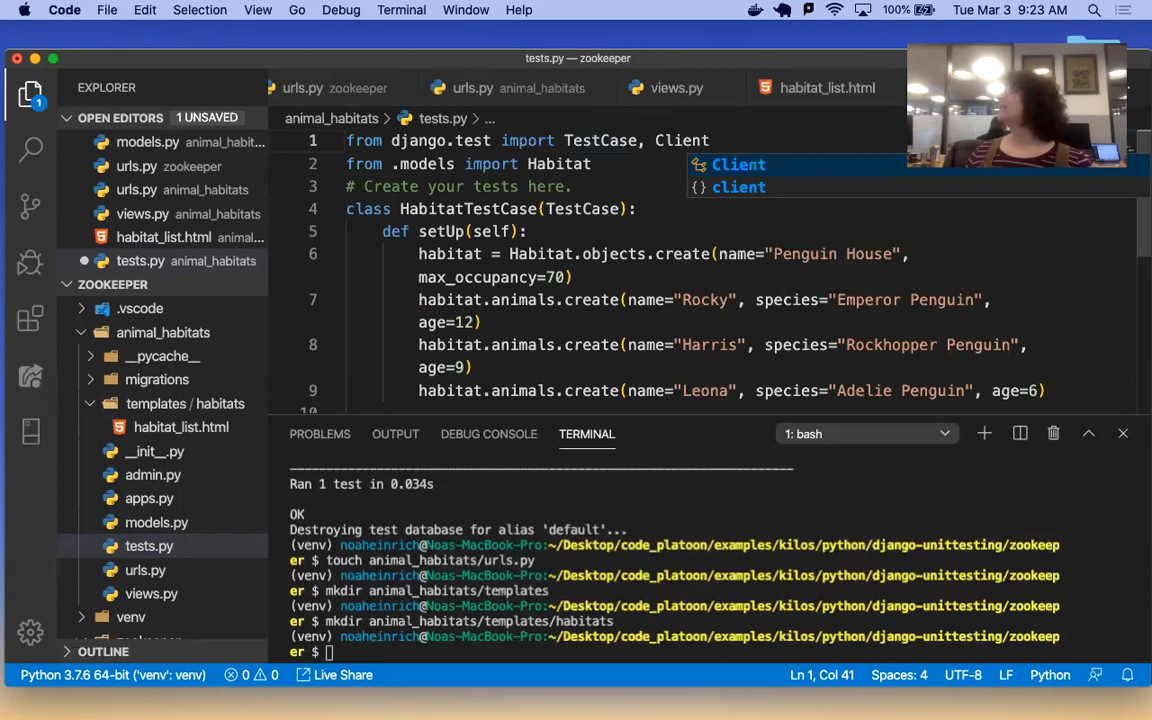 Code File Edit Selection View Go Debug Terminal Window Help 100% Tue Mar 3 9:23 AM
tests.py — zookeeper
EXPLORER
urls.py zookeeper urls.py animal_habitats views.py habitat_list.html
OPEN EDITORS 1 UNSAVED
models.py animal_habit...
urls.py zookeeper
urls.py animal_habitats
views.py animal_habitats
habitat_list.html animal_...
tests.py animal_habitats
ZOOKEEPER
.vscode
animal_habitats
__pycache__
migrations
templates / habitats
habitat_list.html
__init__.py
admin.py
apps.py
models.py
tests.py
urls.py
views.py
venv
OUTLINE
1
animal_habitats > tests.py > ...
1 from django.test import TestCase, Client
Client
client
2 from .models import Habitat
3 # Create your tests here.
4 class HabitatTestCase(TestCase):
5 def setUp(self):
6 habitat = Habitat.objects.create(name="Penguin House",
max_occupancy=70)
7 habitat.animals.create(name="Rocky", species="Emperor Penguin",
age=12)
8 habitat.animals.create(name="Harris", species="Rockhopper Penguin",
age=9)
9 habitat.animals.create(name="Leona", species="Adelie Penguin", age=6)
10
PROBLEMS OUTPUT DEBUG CONSOLE TERMINAL 1: bash
Ran 1 test in 0.034s
OK
Destroying test database for alias 'default'...
(venv) noaheinrich@Noas-MacBook-Pro:~/Desktop/code_platoon/examples/kilos/python/django-unittesting/zookeep
er $ touch animal_habitats/urls.py
(venv) noaheinrich@Noas-MacBook-Pro:~/Desktop/code_platoon/examples/kilos/python/django-unittesting/zookeep
er $ mkdir animal_habitats/templates
(venv) noaheinrich@Noas-MacBook-Pro:~/Desktop/code_platoon/examples/kilos/python/django-unittesting/zookeep
er $ mkdir animal_habitats/templates/habitats
(venv) noaheinrich@Noas-MacBook-Pro:~/Desktop/code_platoon/examples/kilos/python/django-unittesting/zookeep
er $
Python 3.7.6 64-bit ('venv': venv) 0 0 Live Share Ln 1, Col 41 Spaces: 4 UTF-8 LF Python